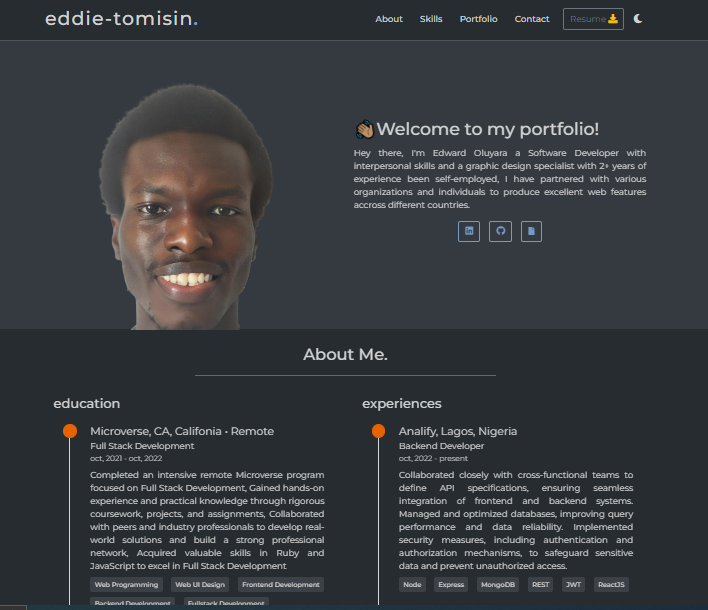 eddie-tomisin.
About Skills Portfolio Contact Resume
Welcome to my portfolio!
Hey there, I'm Edward Oluyara a Software Developer with
interpersonal skills and a graphic design specialist with 2+ years of
experience been self-employed, I have partnered with various
organizations and individuals to produce excellent web features
accross different countries.
About Me.
education
Microverse, CA, Califonia • Remote
Full Stack Development
oct, 2021 - oct, 2022
Completed an intensive remote Microverse program
focused on Full Stack Development, Gained hands-on
experience and practical knowledge through rigorous
coursework, projects, and assignments, Collaborated
with peers and industry professionals to develop real-
world solutions and build a strong professional
network, Acquired valuable skills in Ruby and
JavaScript to excel in Full Stack Development
Web Programming Web UI Design Frontend Development
Backend Development Fullstack Development
experiences
Analify, Lagos, Nigeria
Backend Developer
oct, 2022 - present
Collaborated closely with cross-functional teams to
define API specifications, ensuring seamless
integration of frontend and backend systems.
Managed and optimized databases, improving query
performance and data reliability. Implemented
security measures, including authentication and
authorization mechanisms, to safeguard sensitive
data and prevent unauthorized access.
Node Express MongoDB REST JWT ReactJS